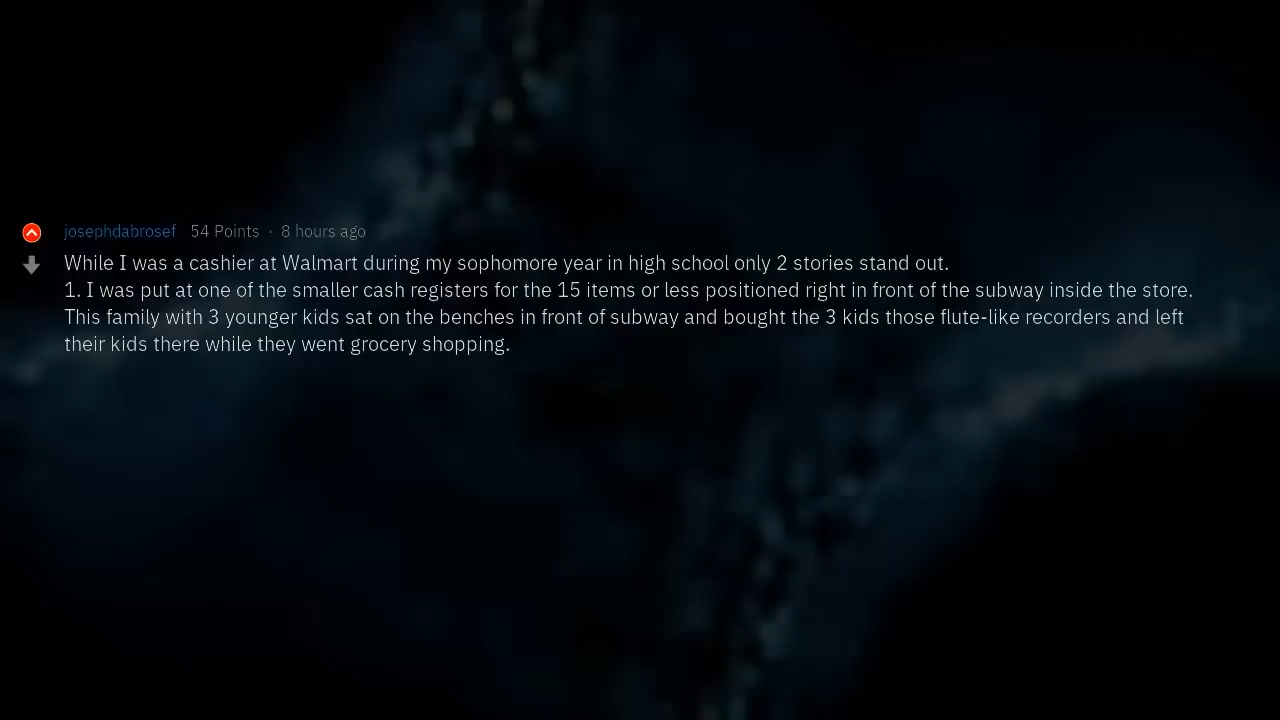 josephdabrosef 54 Points · 8 hours ago
While I was a cashier at Walmart during my sophomore year in high school only 2 stories stand out.
1. I was put at one of the smaller cash registers for the 15 items or less positioned right in front of the subway inside the store.
This family with 3 younger kids sat on the benches in front of subway and bought the 3 kids those flute-like recorders and left
their kids there while they went grocery shopping.